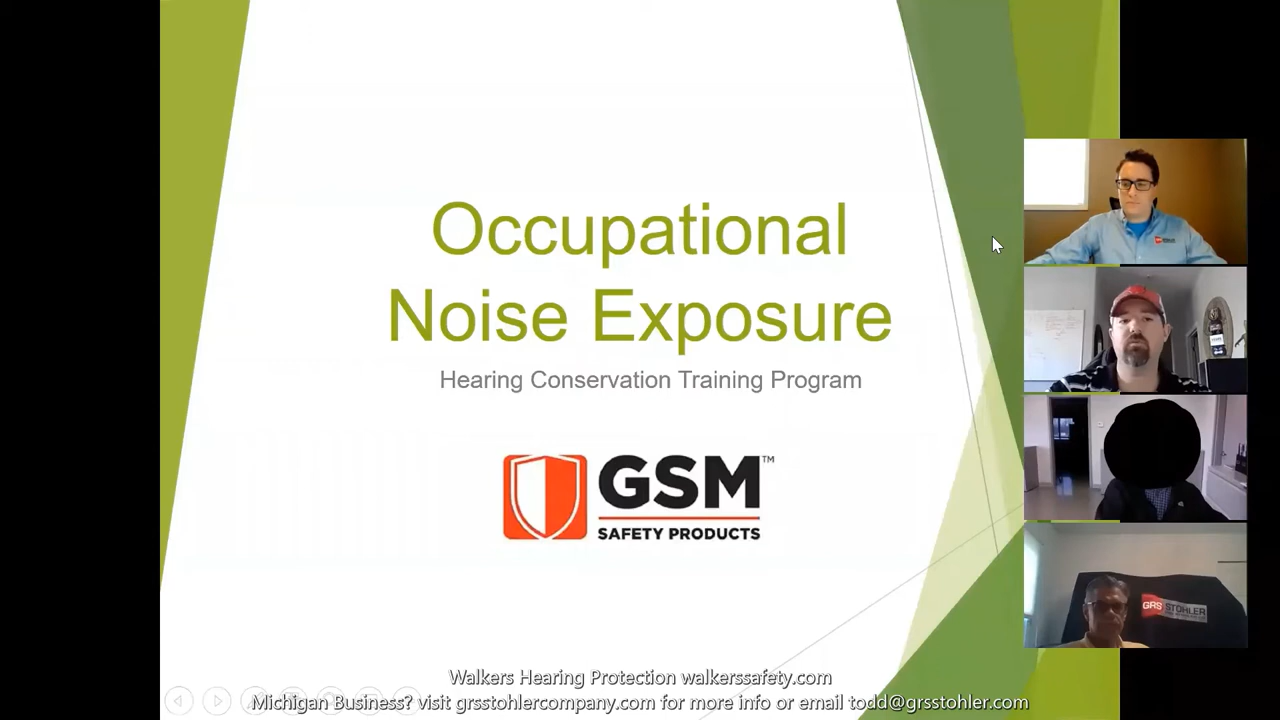 Occupational
Noise Exposure
Hearing Conservation Training Program
GSM™
SAFETY PRODUCTS
GRS STOHLER
Walkers Hearing Protection walkerssafety.com
Michigan Business? visit grsstohlercompany.com for more info or email todd@grsstohler.com